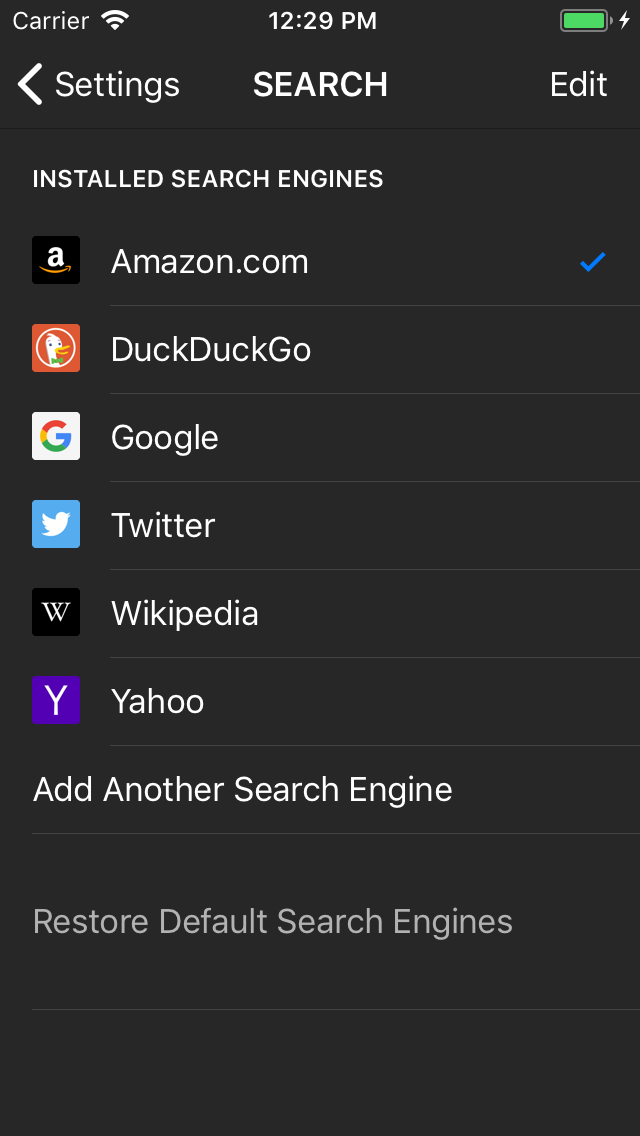 Carrier 12:29 PM
Settings SEARCH Edit
INSTALLED SEARCH ENGINES
a Amazon.com
DuckDuckGo
G Google
Twitter
W Wikipedia
Y Yahoo
Add Another Search Engine
Restore Default Search Engines